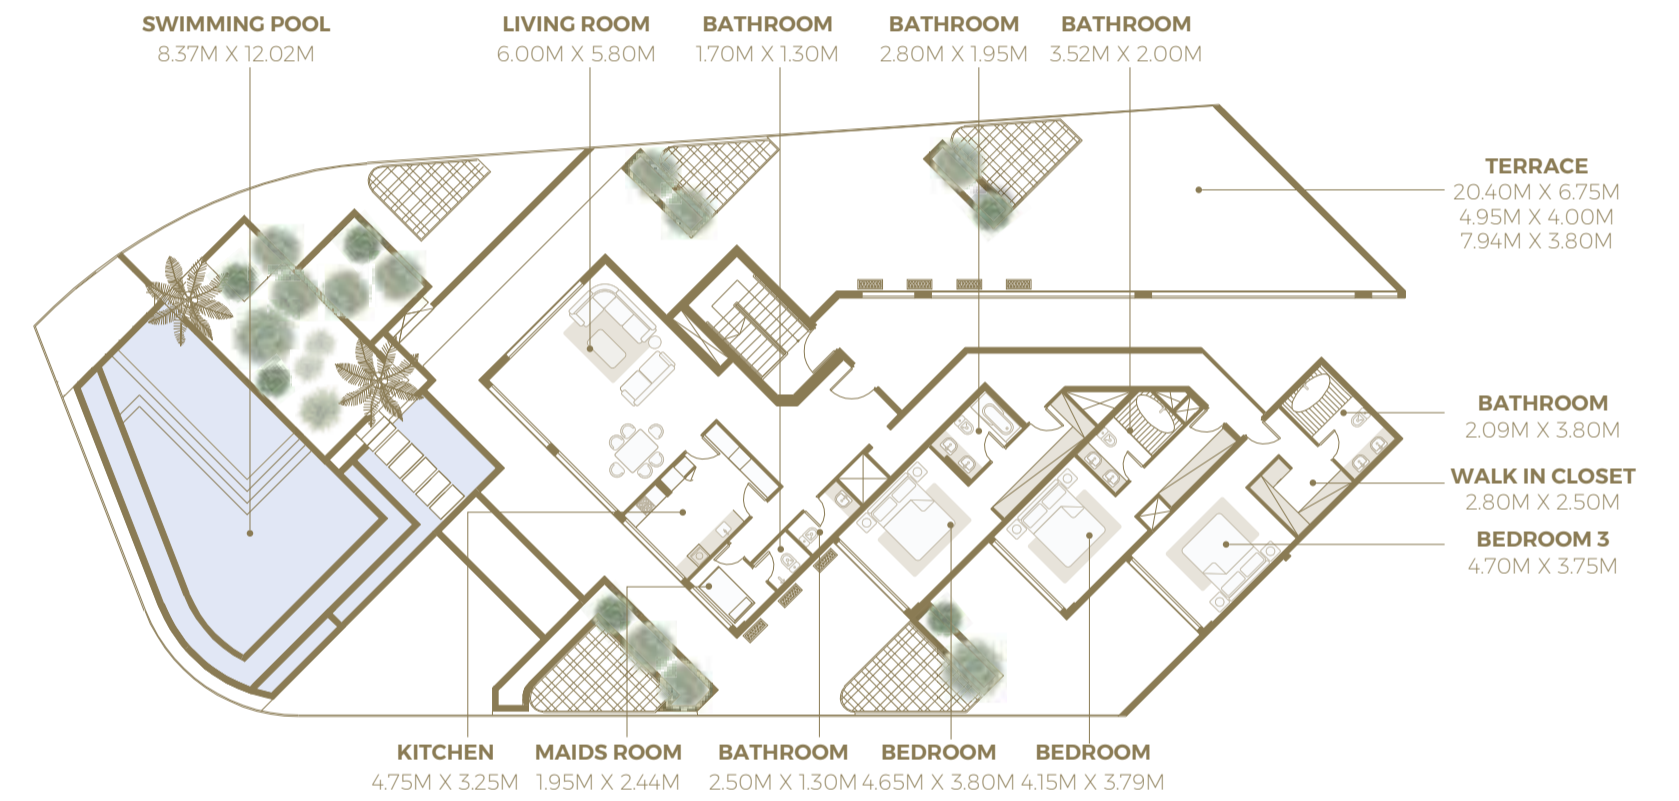 SWIMMING POOL
8.37M X 12.02M
LIVING ROOM
6.00M X 5.80M
BATHROOM
1.70M X 1.30M
BATHROOM
2.80M X 1.95M
BATHROOM
3.52M X 2.00M
TERRACE
20.40M X 6.75M
4.95M X 4.00M
7.94M X 3.80M
BATHROOM
2.09M X 3.80M
WALK IN CLOSET
2.80M X 2.50M
BEDROOM 3
4.70M X 3.75M
KITCHEN
4.75M X 3.25M
MAIDS ROOM
1.95M X 2.44M
BATHROOM
2.50M X 1.30M
BEDROOM
4.65M X 3.80M
BEDROOM
4.15M X 3.79M